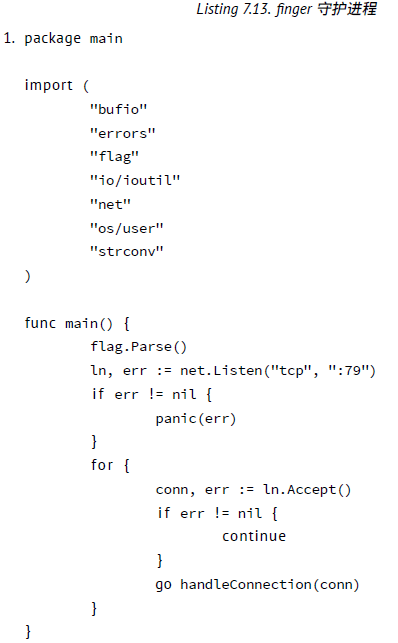 Listing 7.13. finger 守护进程
1. package main
import (
"bufio"
"errors"
"flag"
"io/ioutil"
"net"
"os/user"
"strconv"
)
func main() {
flag.Parse()
ln, err := net.Listen("tcp", ":79")
if err != nil {
panic(err)
}
for {
conn, err := ln.Accept()
if err != nil {
continue
}
go handleConnection(conn)
}
}